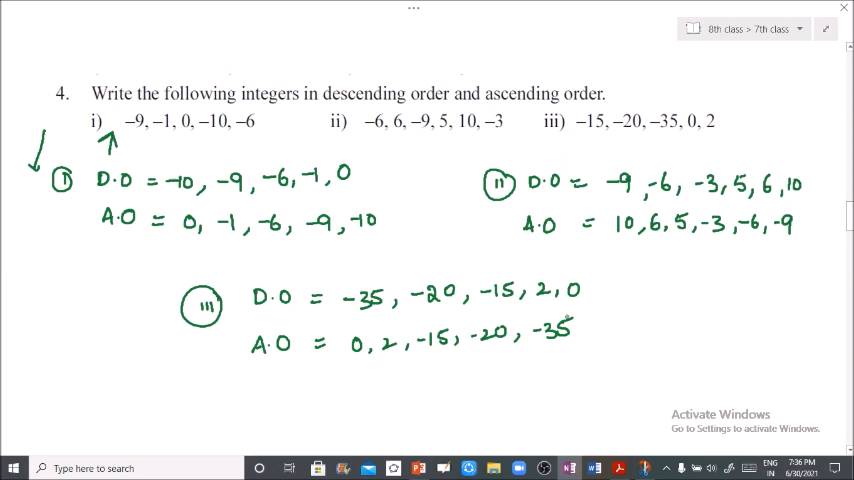 8th class > 7th class
4. Write the following integers in descending order and ascending order.
i) –9, –1, 0, –10, –6 ii) –6, 6, –9, 5, 10, –3 iii) –15, –20, –35, 0, 2
i D.O = -10, -9, -6, -1, 0
A.O = 0, -1, -6, -9, -10
ii D.O = -9, -6, -3, 5, 6, 10
A.O = 10, 6, 5, -3, -6, -9
iii D.O = -35, -20, -15, 2, 0
A.O = 0, 2, -15, -20, -35
Activate Windows
Go to Settings to activate Windows.
Type here to search
ENG
IN
7:36 PM
6/30/2021